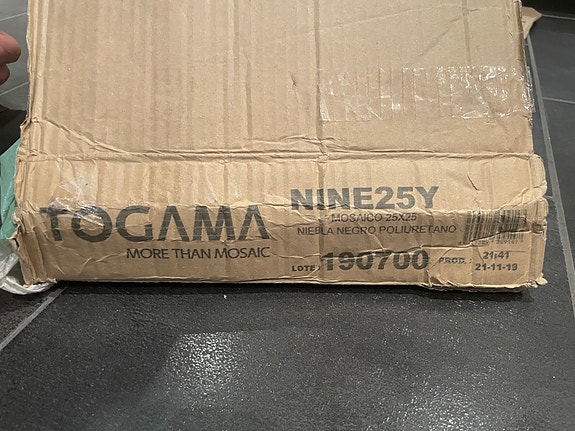 TOGAMA
MORE THAN MOSAIC
NINE25Y
MOSAICO 25X25
NIEBLA NEGRO POLIURETANO
LOTE: 190700
PROD.: 21:41
21-11-19